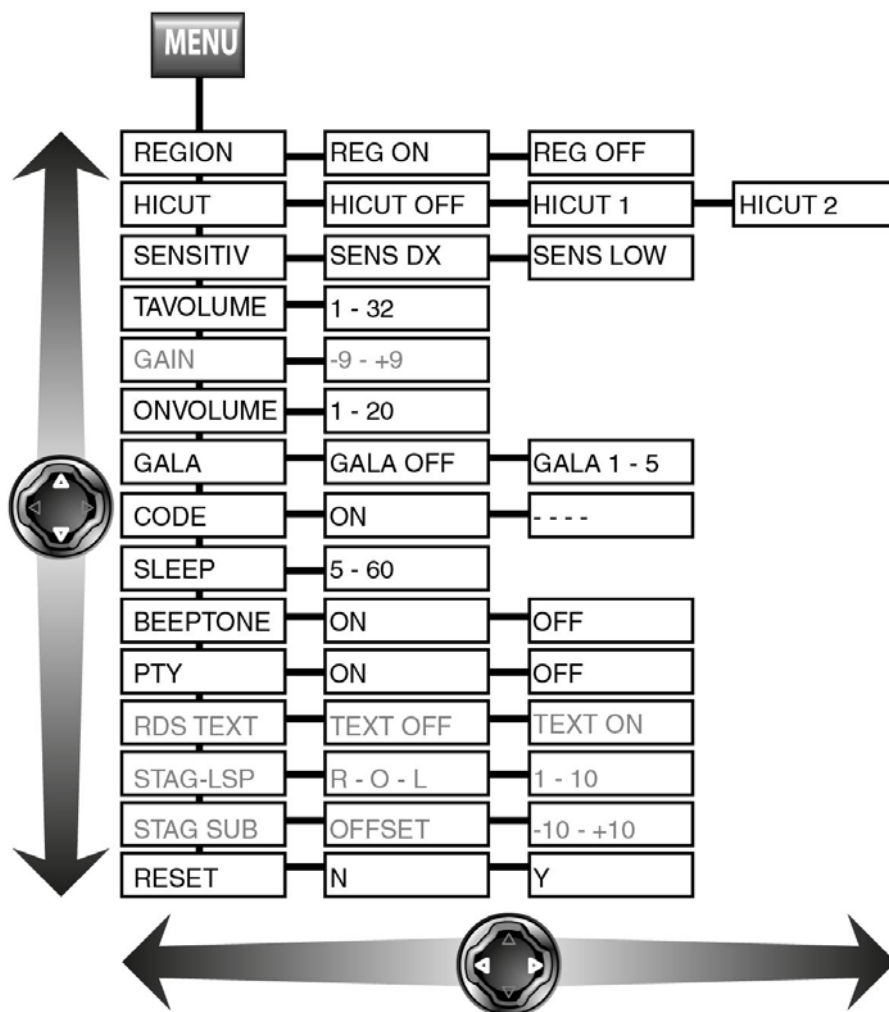 MENU
REGION REG ON REG OFF
HICUT HICUT OFF HICUT 1 HICUT 2
SENSITIV SENS DX SENS LOW
TAVOLUME 1 - 32
GAIN -9 - +9
ONVOLUME 1 - 20
GALA GALA OFF GALA 1 - 5
CODE ON - - - -
SLEEP 5 - 60
BEEPTONE ON OFF
PTY ON OFF
RDS TEXT TEXT OFF TEXT ON
STAG-LSP R - O - L 1 - 10
STAG SUB OFFSET -10 - +10
RESET N Y